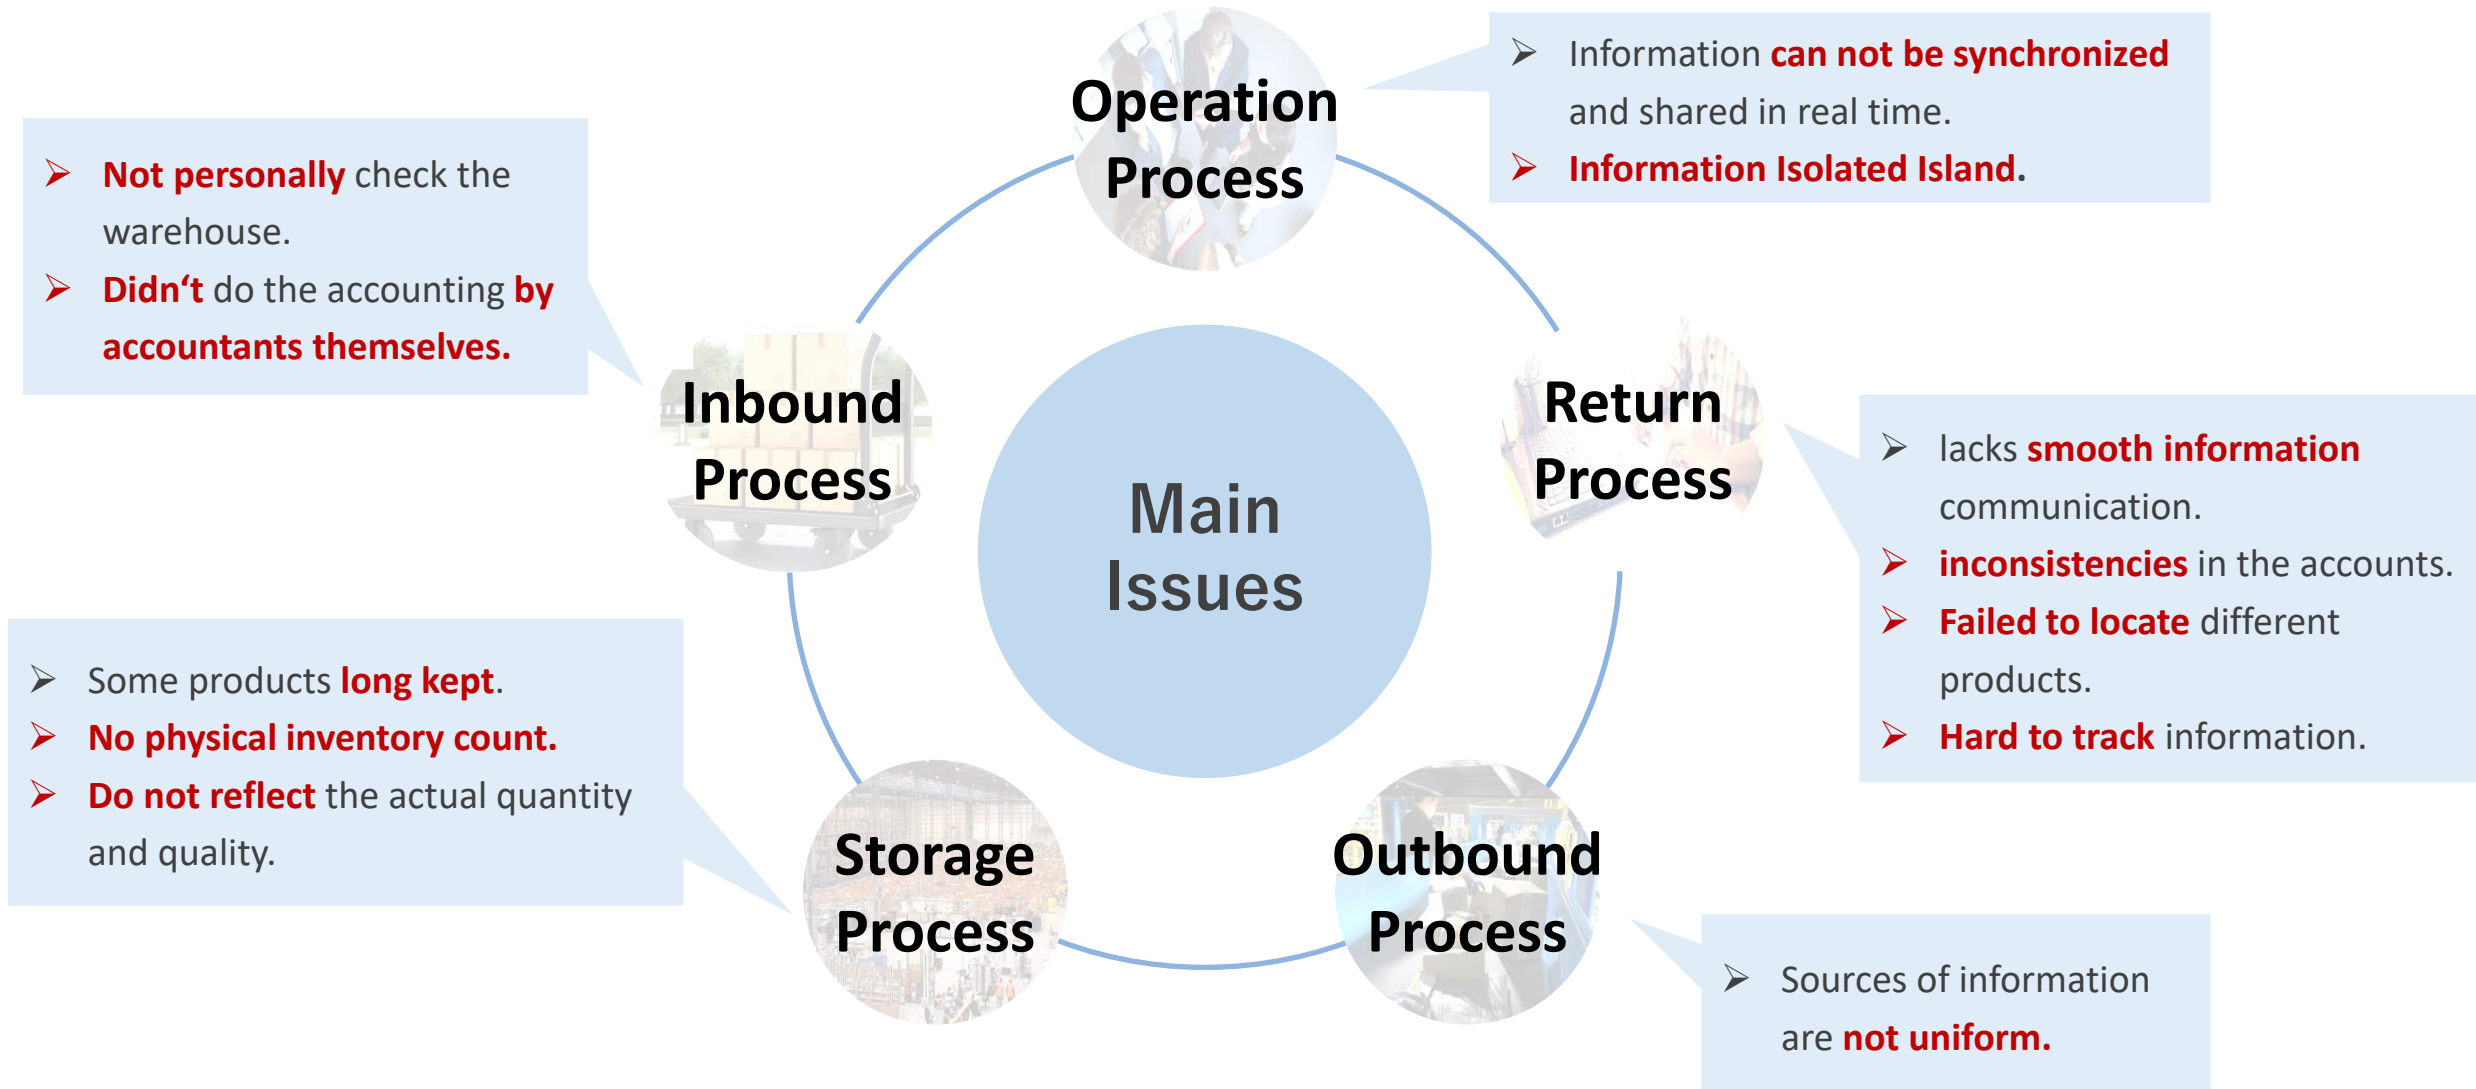 Operation
Process
➢ Information can not be synchronized
and shared in real time.
➢ Information Isolated Island.
➢ Not personally check the
warehouse.
➢ Didn‘t do the accounting by
accountants themselves.
Inbound
Process
Return
Process
➢ lacks smooth information
communication.
➢ inconsistencies in the accounts.
➢ Failed to locate different
products.
➢ Hard to track information.
Main
Issues
➢ Some products long kept.
➢ No physical inventory count.
➢ Do not reflect the actual quantity
and quality.
Storage
Process
Outbound
Process
➢ Sources of information
are not uniform.